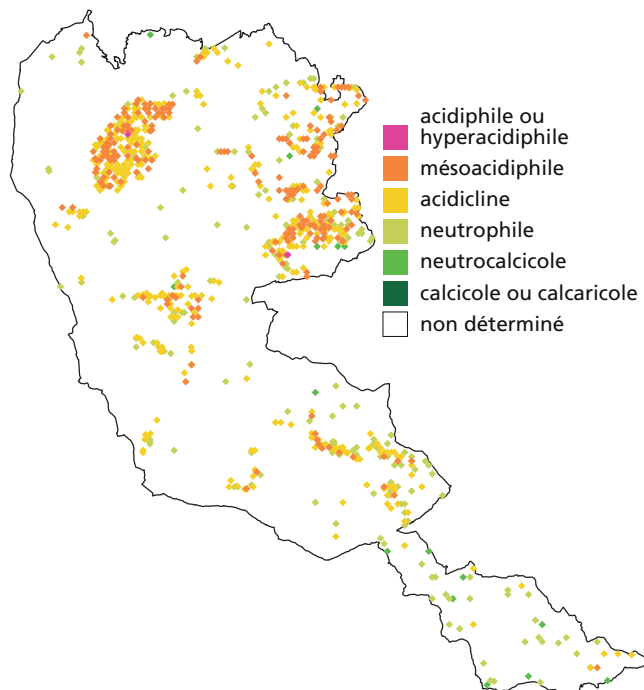 acidiphile ou
hyperacidiphile
mésoacidiphile
acidicline
neutrophile
neutrocalcicole
calcicole ou calcaricole
non déterminé